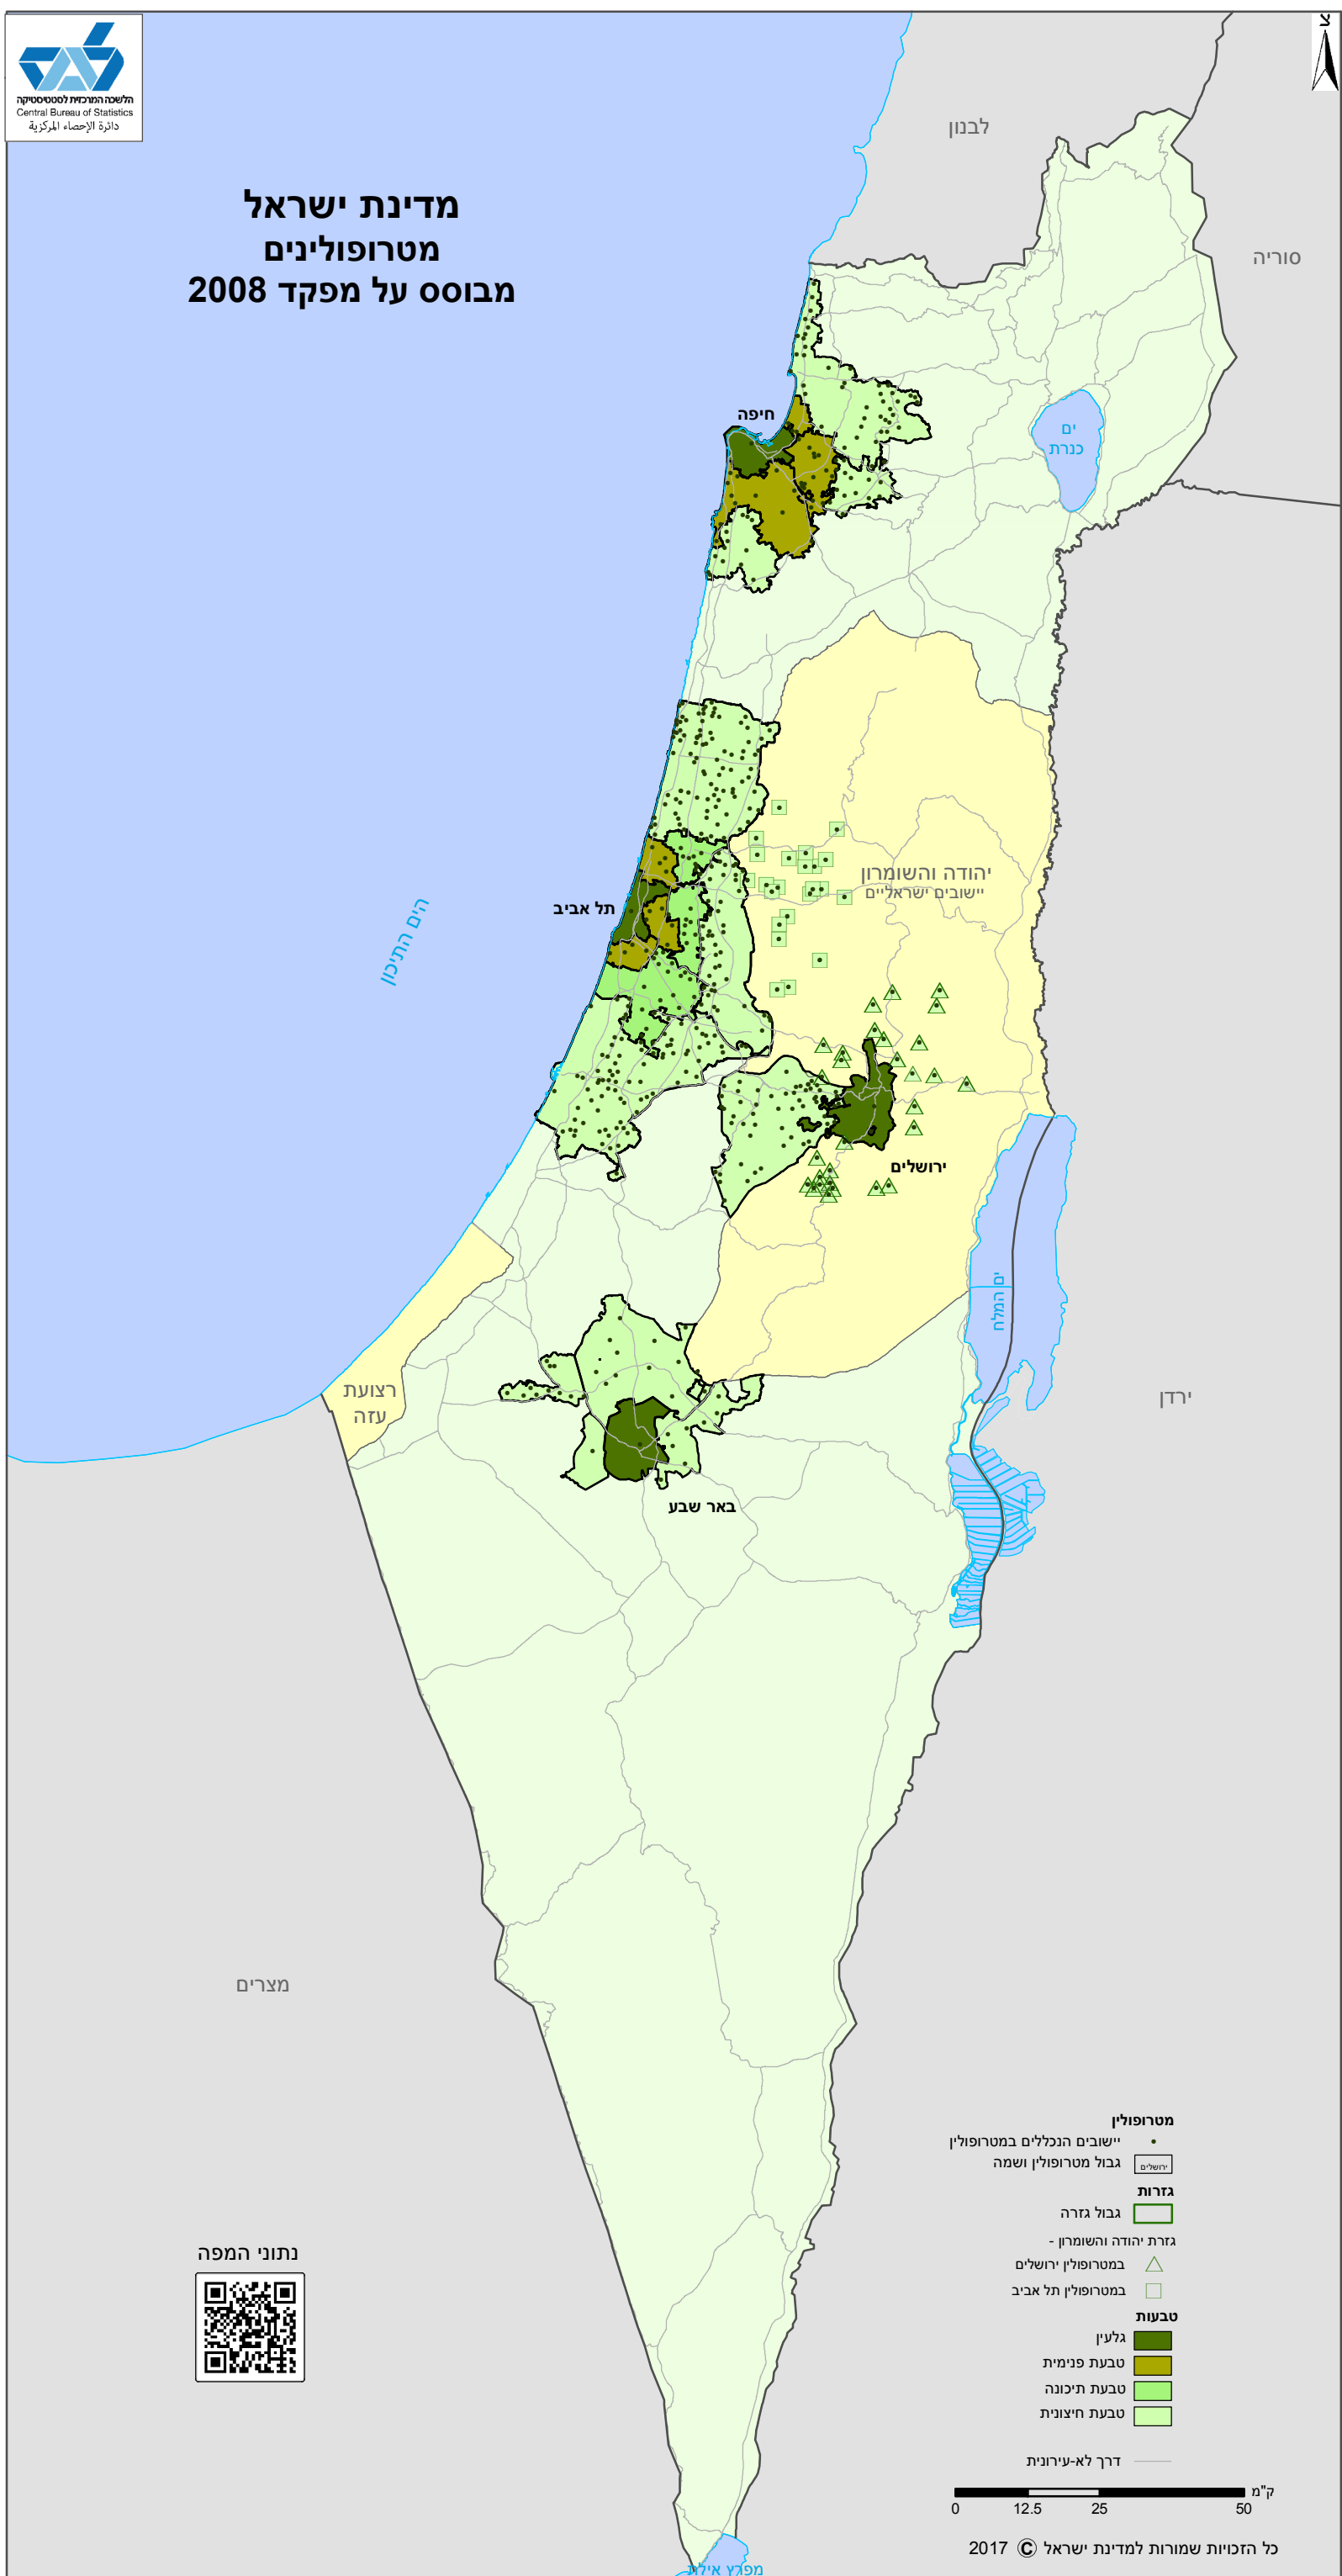 הלשכה המרכזית לסטטיסטיקה
Central Bureau of Statistics
دائرة الإحصاء المركزية
צ
מדינת ישראל
מטרופולינים
מבוסס על מפקד 2008
לבנון
סוריה
חיפה
ים
כנרת
יהודה והשומרון
יישובים ישראליים
תל אביב
הים התיכון
ירושלים
ים המלח
רצועת
עזה
ירדן
באר שבע
מצרים
נתוני המפה
מטרופולין
יישובים הנכללים במטרופולין
גבול מטרופולין ושמה
ירושלים
גזרות
גבול גזרה
גזרת יהודה והשומרון -
במטרופולין ירושלים
במטרופולין תל אביב
טבעות
גלעין
טבעת פנימית
טבעת תיכונה
טבעת חיצונית
דרך לא-עירונית
ק"מ
0 12.5 25 50
כל הזכויות שמורות למדינת ישראל © 2017
מפרץ אילת